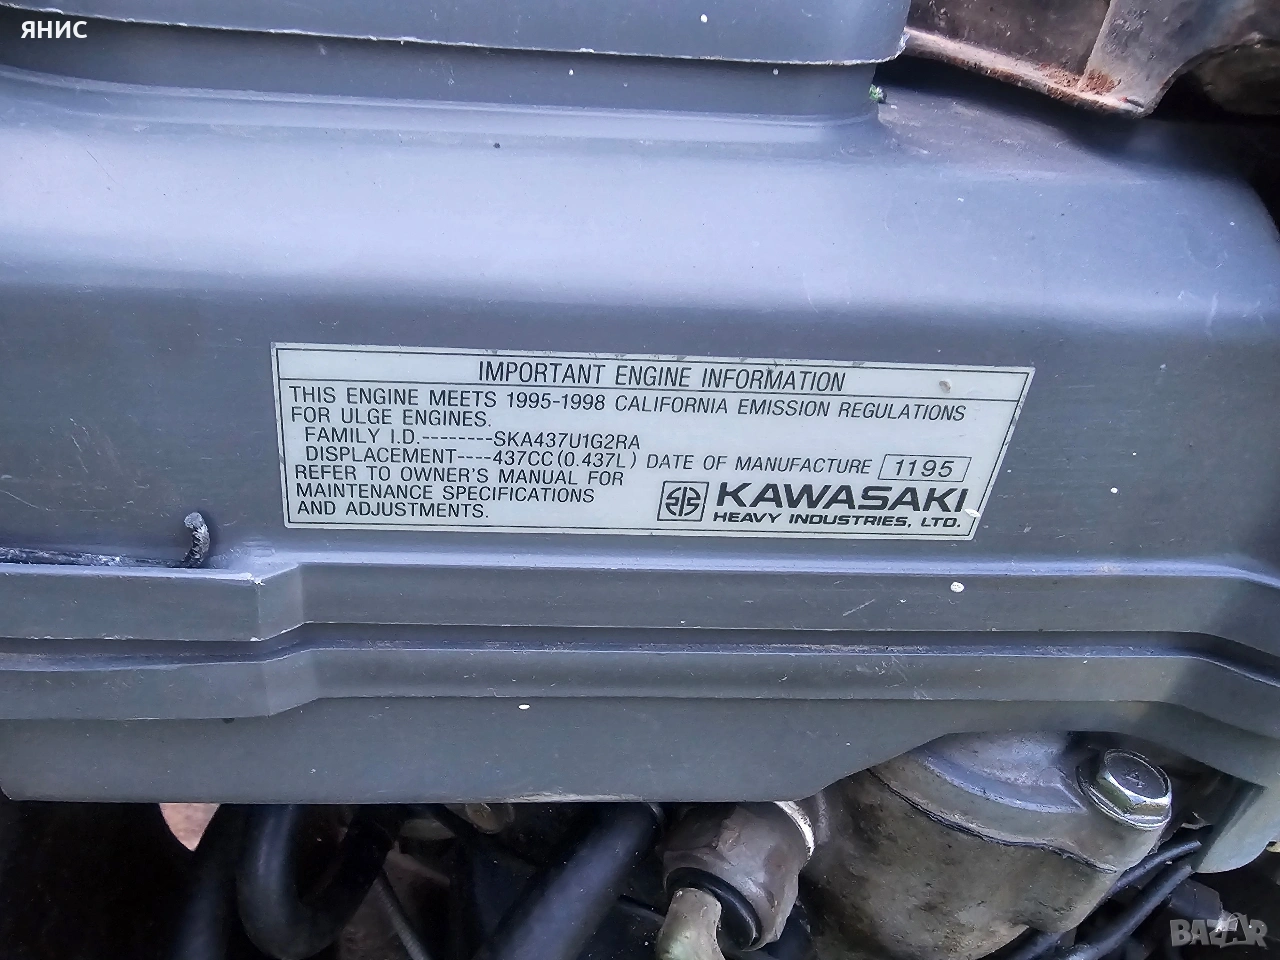 ЯНИС
IMPORTANT ENGINE INFORMATION
THIS ENGINE MEETS 1995-1998 CALIFORNIA EMISSION REGULATIONS
FOR ULGE ENGINES.
FAMILY I.D.--------SKA437U1G2RA
DISPLACEMENT----437CC(0.437L) DATE OF MANUFACTURE 1195
REFER TO OWNER'S MANUAL FOR
MAINTENANCE SPECIFICATIONS
AND ADJUSTMENTS.
KAWASAKI
HEAVY INDUSTRIES, LTD.
BAZAR